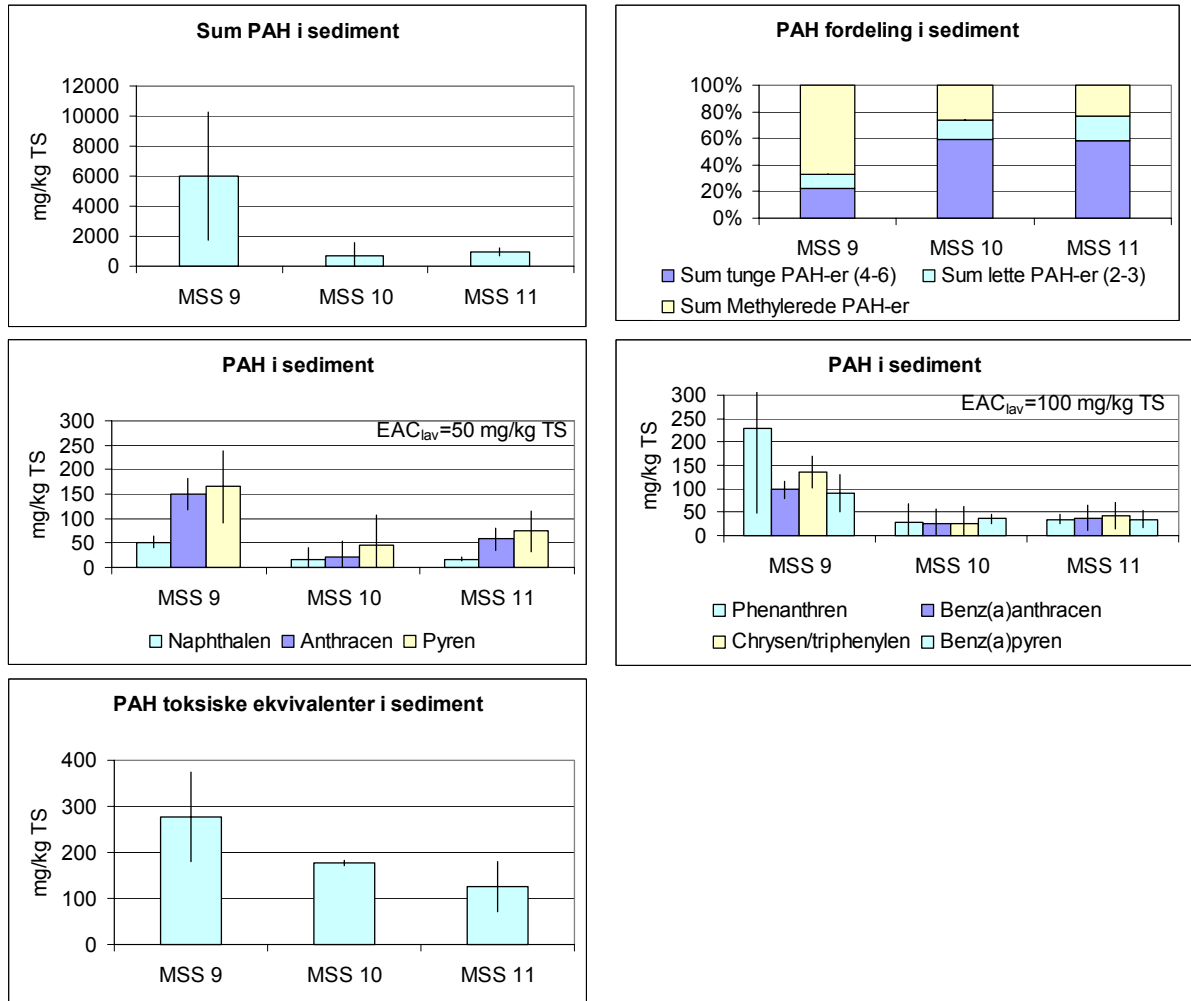 Sum PAH i sediment
mg/kg TS
12000
10000
8000
6000
4000
2000
0
MSS 9 MSS 10 MSS 11
PAH fordeling i sediment
100%
80%
60%
40%
20%
0%
MSS 9 MSS 10 MSS 11
Sum tunge PAH-er (4-6) Sum lette PAH-er (2-3)
Sum Methylerede PAH-er
PAH i sediment
EAClav=50 mg/kg TS
mg/kg TS
300
250
200
150
100
50
0
MSS 9 MSS 10 MSS 11
Naphthalen Anthracen Pyren
PAH i sediment
EAClav=100 mg/kg TS
mg/kg TS
300
250
200
150
100
50
0
MSS 9 MSS 10 MSS 11
Phenanthren Benz(a)anthracen
Chrysen/triphenylen Benz(a)pyren
PAH toksiske ekvivalenter i sediment
mg/kg TS
400
300
200
100
0
MSS 9 MSS 10 MSS 11